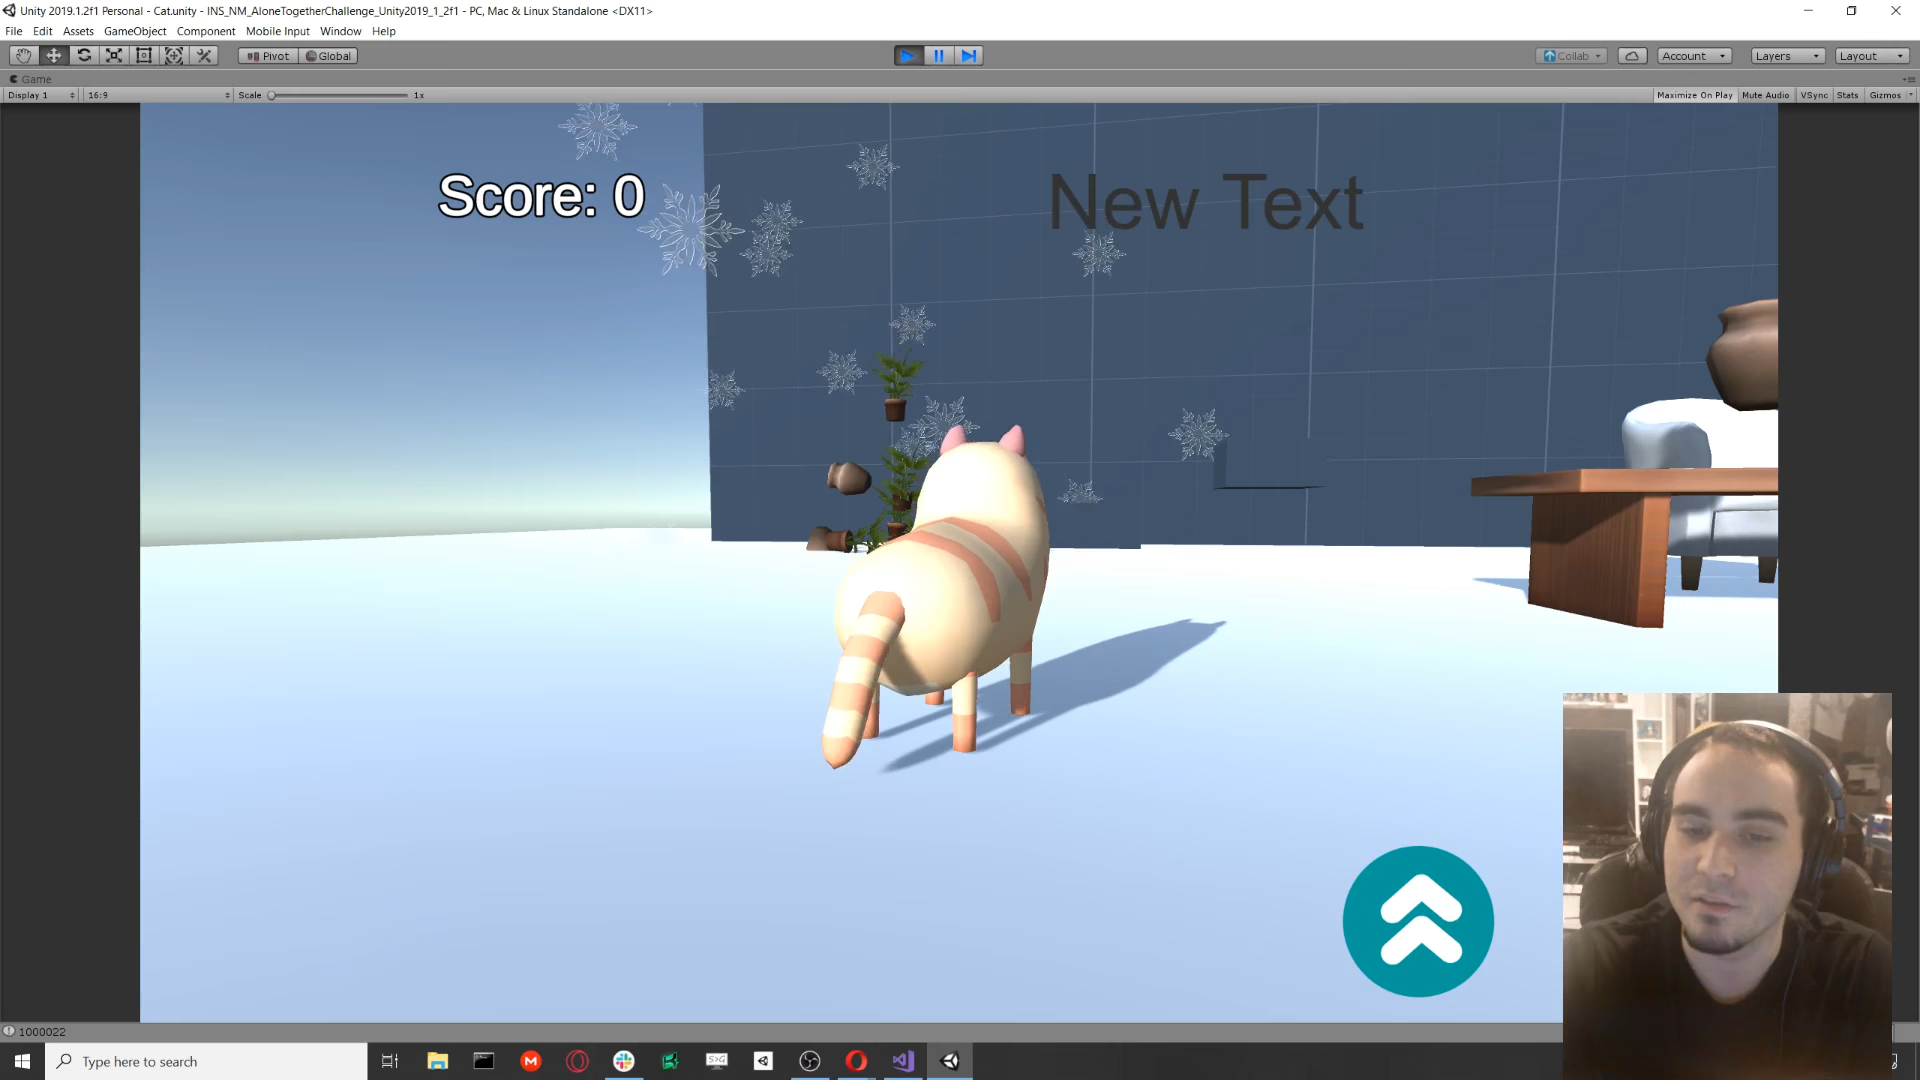 Unity 2019.1.2f1 Personal - Cat.unity - INS_NM_AloneTogetherChallenge_Unity2019_1_2f1 - PC, Mac & Linux Standalone <DX11>
File Edit Assets GameObject Component Mobile Input Window Help
Pivot Global Collab Account Layers Layout
Game
Display 1 16:9 Scale 1x Maximize On Play Mute Audio VSync Stats Gizmos
Score: 0
New Text
1000022
Type here to search